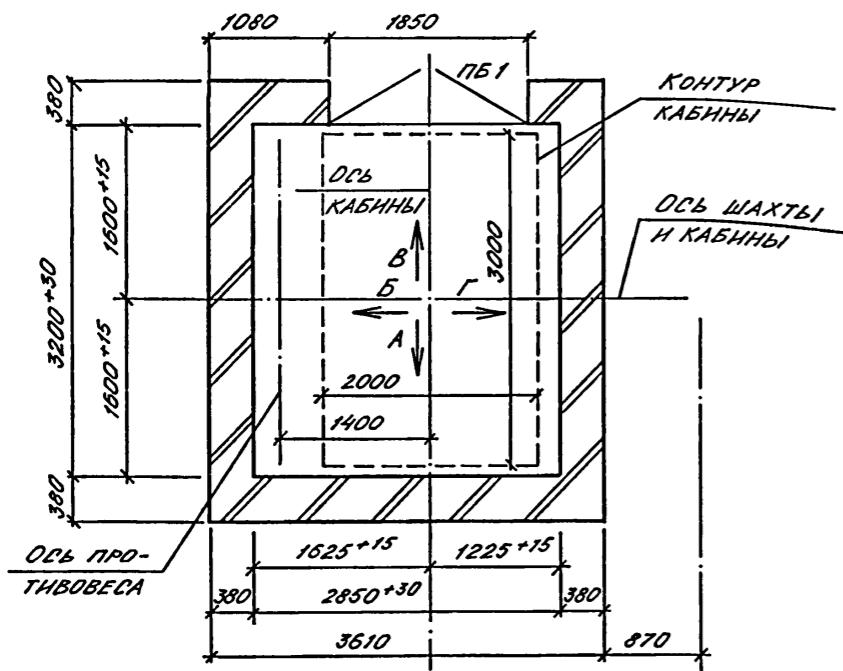 1080
1850
ПБ1
КОНТУР
КАБИНЫ
380
1600+15
ОСЬ
КАБИНЫ
В
3000
ОСЬ ШАХТЫ
И КАБИНЫ
Б
Г
3200+30
А
1600+15
2000
1400
380
ОСЬ ПРО-
ТИВОВЕСА
1625+15
1225+15
380
2850+30
380
3610
870